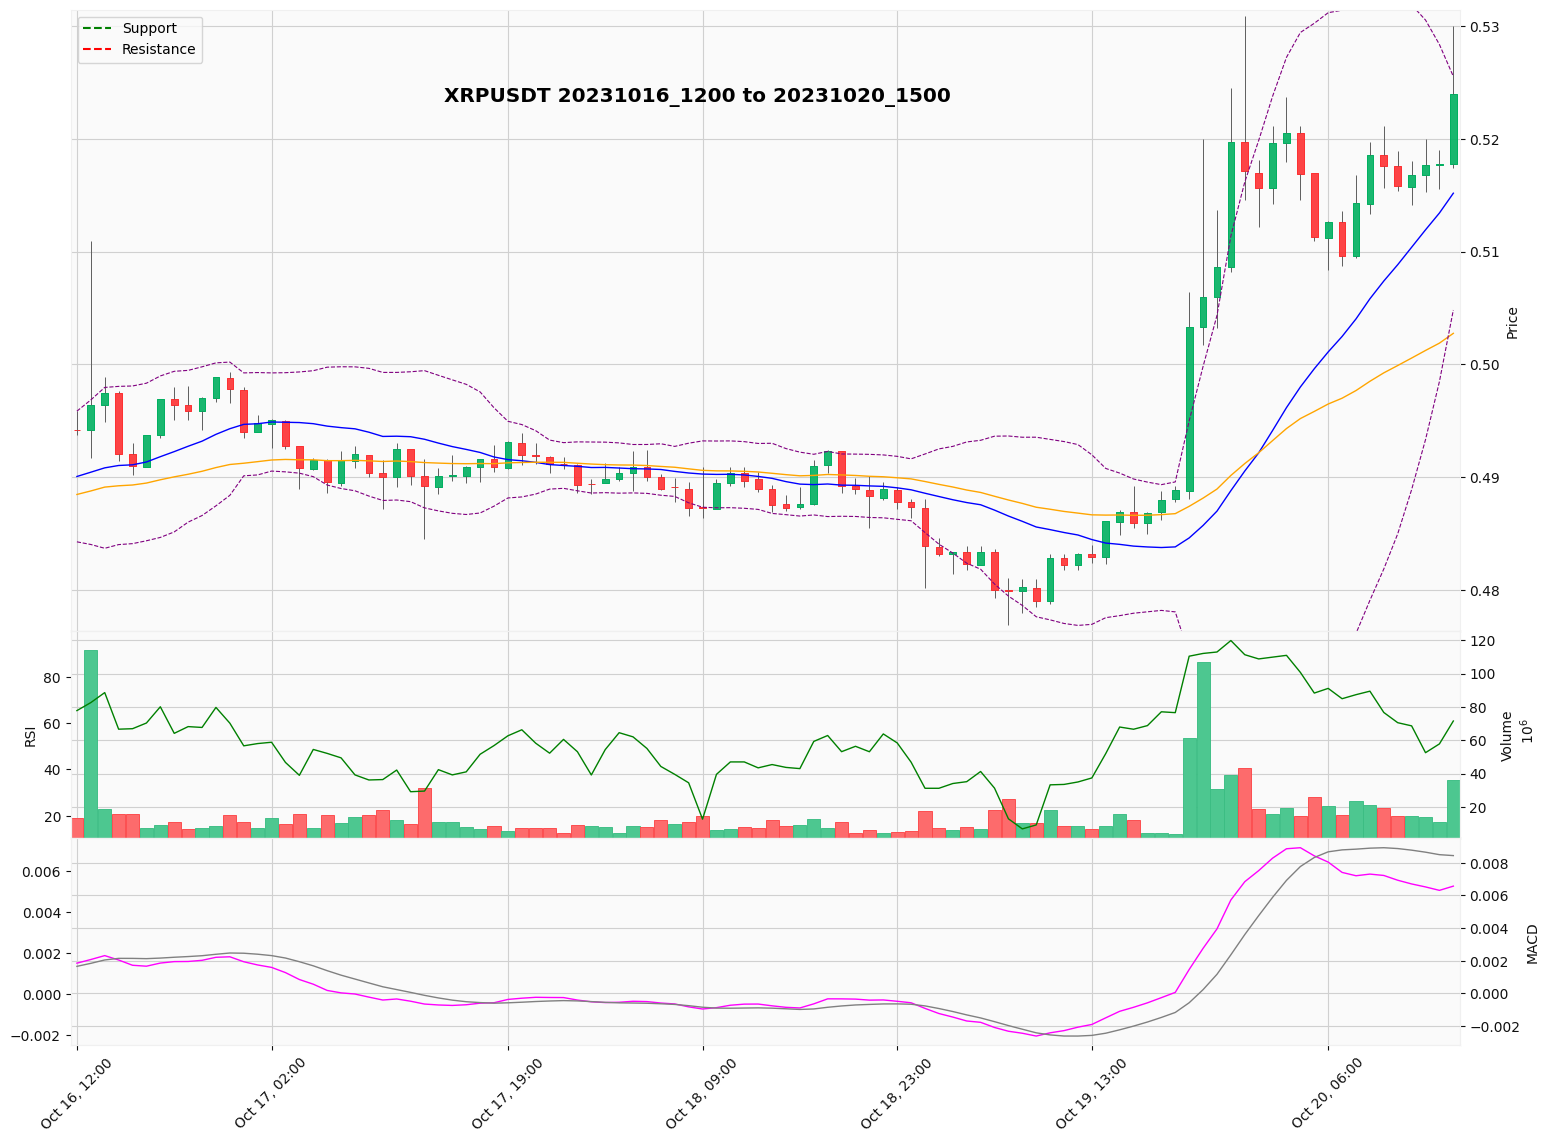 Support
Resistance
XRPUSDT 20231016_1200 to 20231020_1500
0.53
0.52
0.51
0.50
0.49
0.48
Price
80
60
40
20
RSI
120
100
80
60
40
20
Volume
10^6
0.006
0.004
0.002
0.000
−0.002
0.008
0.006
0.004
0.002
0.000
−0.002
MACD
Oct 16, 12:00
Oct 17, 02:00
Oct 17, 19:00
Oct 18, 09:00
Oct 18, 23:00
Oct 19, 13:00
Oct 20, 06:00